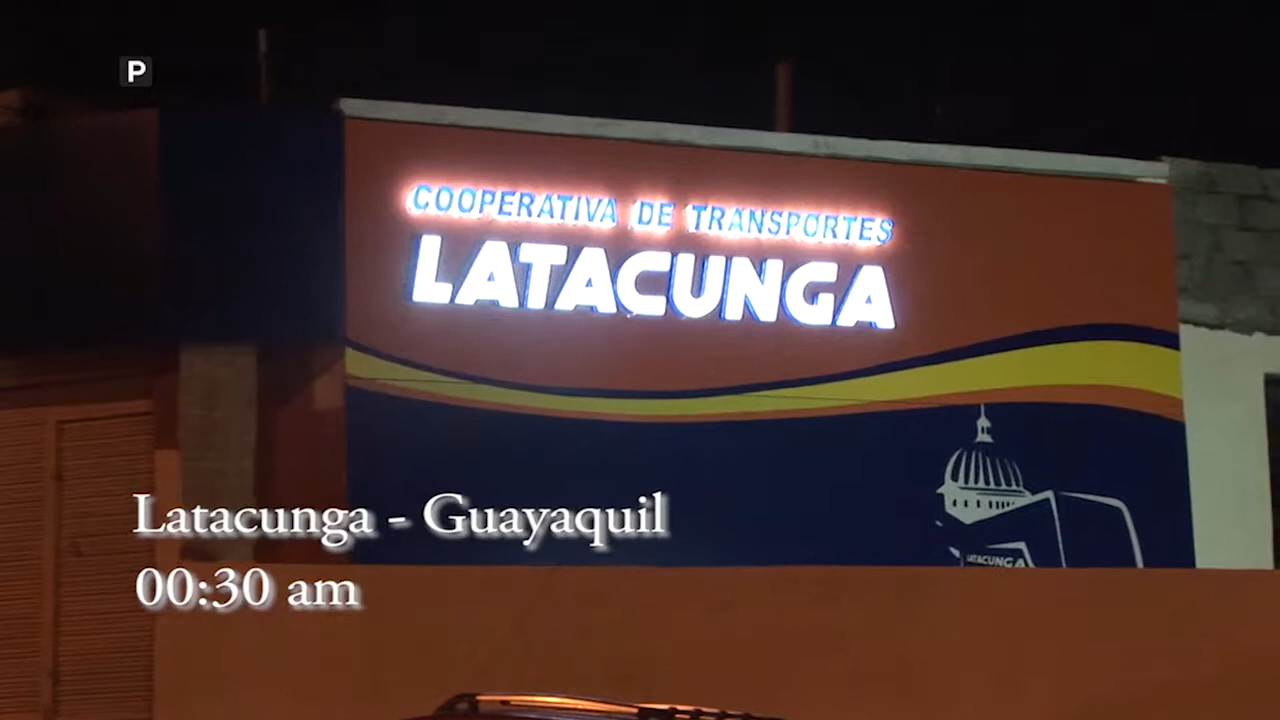 P
COOPERATIVA DE TRANSPORTES
LATACUNGA
LATACUNGA
Latacunga - Guayaquil
00:30 am